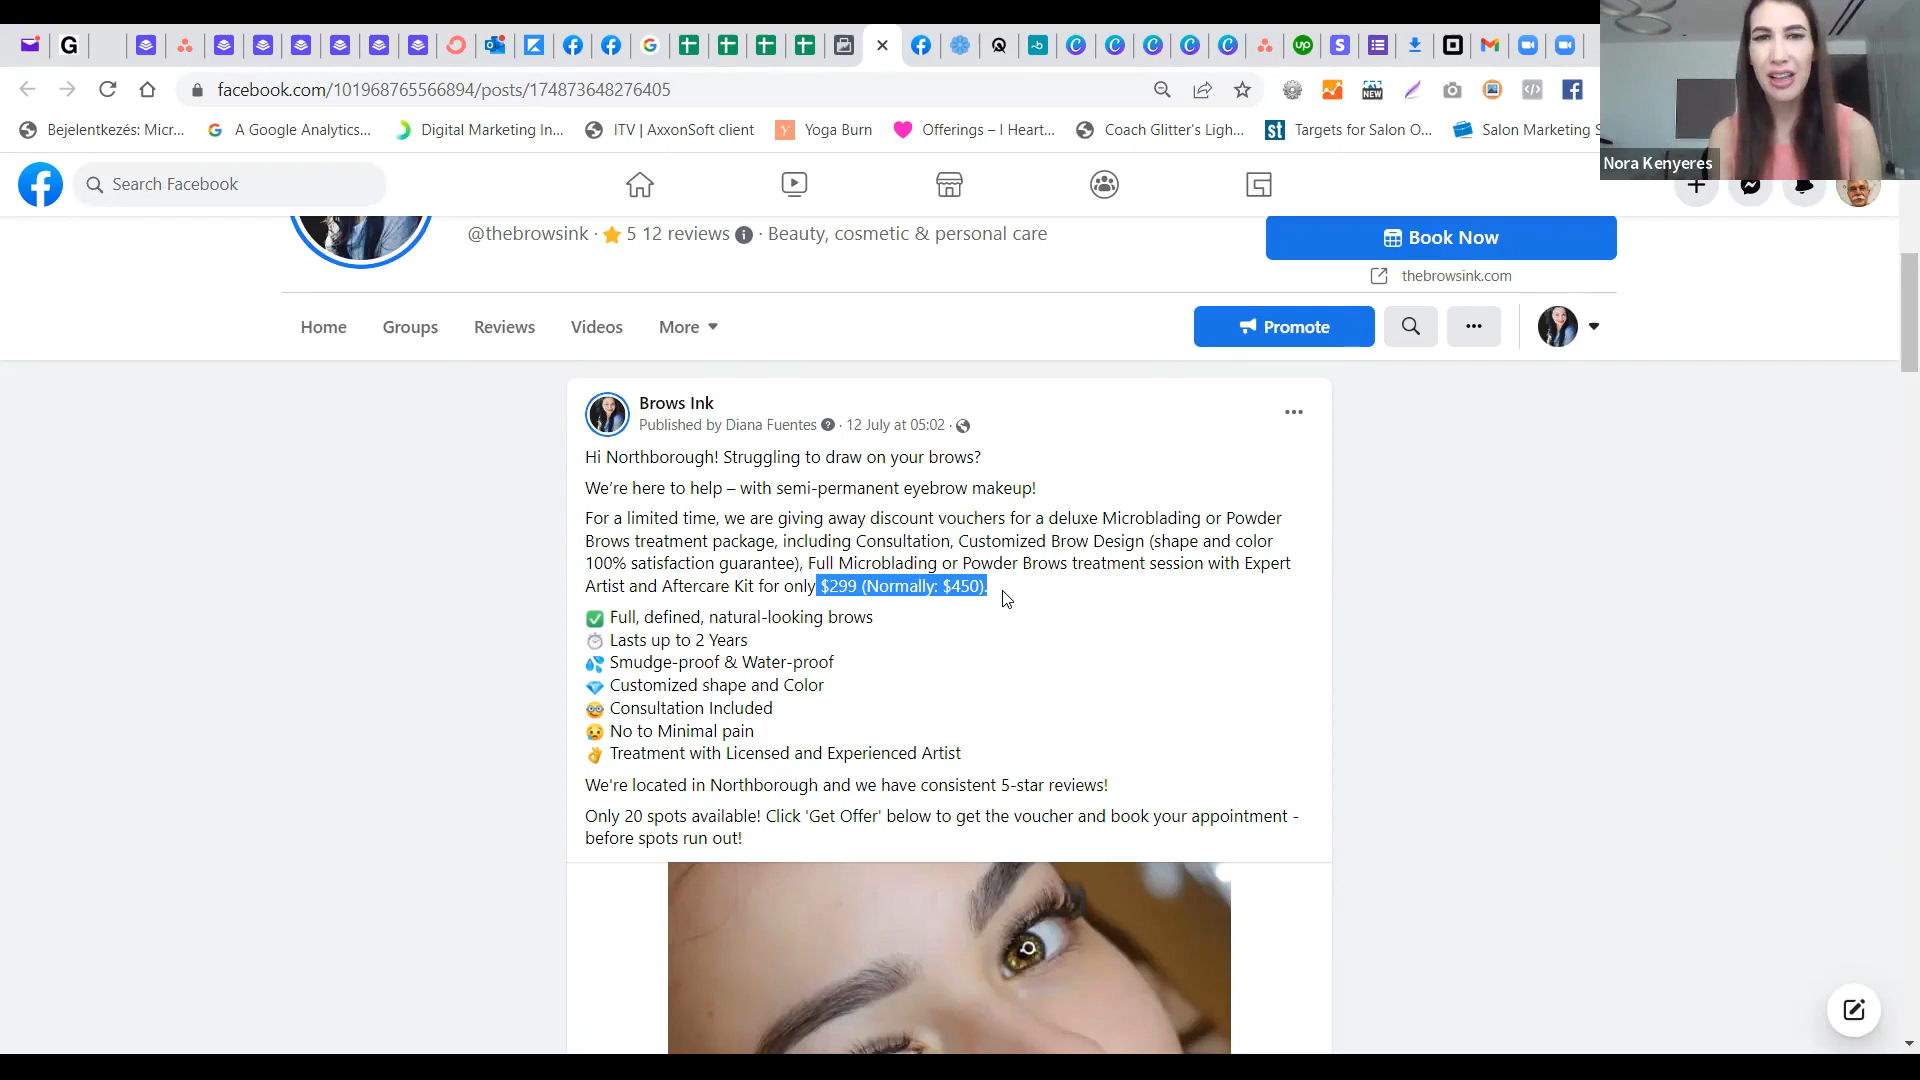 facebook.com/101968765566894/posts/174873648276405
Bejelentkezés: Micr...
A Google Analytics...
Digital Marketing In...
ITV | AxxonSoft client
Yoga Burn
Offerings – I Heart...
Coach Glitter's Ligh...
Targets for Salon O...
Salon Marketing S
Nora Kenyeres
Search Facebook
@thebrowsink · 5 12 reviews · Beauty, cosmetic & personal care
Book Now
thebrowsink.com
Home
Groups
Reviews
Videos
More
Promote
Brows Ink
Published by Diana Fuentes · 12 July at 05:02 ·
Hi Northborough! Struggling to draw on your brows?
We're here to help – with semi-permanent eyebrow makeup!
For a limited time, we are giving away discount vouchers for a deluxe Microblading or Powder
Brows treatment package, including Consultation, Customized Brow Design (shape and color
100% satisfaction guarantee), Full Microblading or Powder Brows treatment session with Expert
Artist and Aftercare Kit for only $299 (Normally: $450).
Full, defined, natural-looking brows
Lasts up to 2 Years
Smudge-proof & Water-proof
Customized shape and Color
Consultation Included
No to Minimal pain
Treatment with Licensed and Experienced Artist
We're located in Northborough and we have consistent 5-star reviews!
Only 20 spots available! Click 'Get Offer' below to get the voucher and book your appointment -
before spots run out!